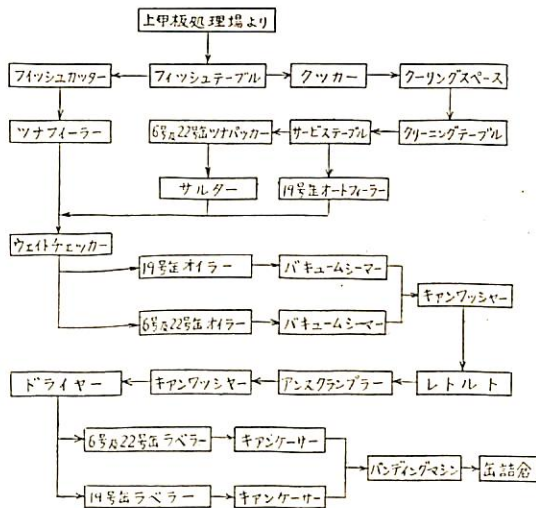 上甲板処理場より
フィッシュカッター
フィッシュテーブル
クッカー
クーリングスペース
ツナフィーラー
6号及22号缶ツナパッカー
サービステーブル
クリーニングテーブル
サルダー
19号缶オートフィーラー
ウェイトチェッカー
19号缶オイラー
バキュームシーマー
キャンワッシャー
6号及22号缶オイラー
バキュームシーマー
ドライヤー
キャンワッシャー
アンスクランブラー
レトルト
6号及22号缶ラベラー
キャンケーサー
バンディングマシン
缶詰倉
19号缶ラベラー
キャンケーサー